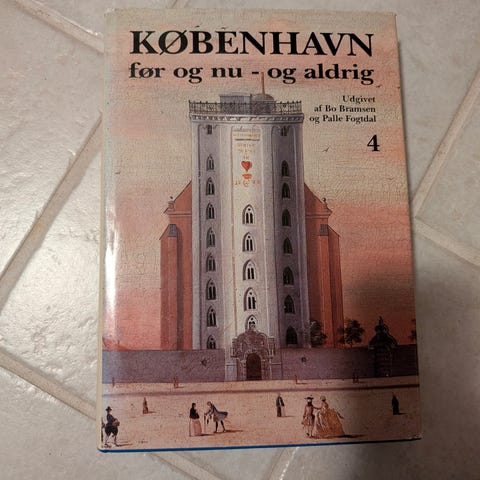 KØBENHAVN
før og nu - og aldrig
Udgivet
af Bo Bramsen
og Palle Fogtdal
4